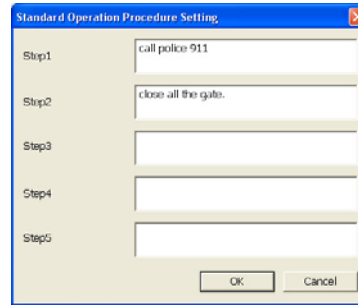 Standard Operation Procedure Setting
Step1
call police 911
Step2
close all the gate.
Step3
Step4
Step5
OK
Cancel